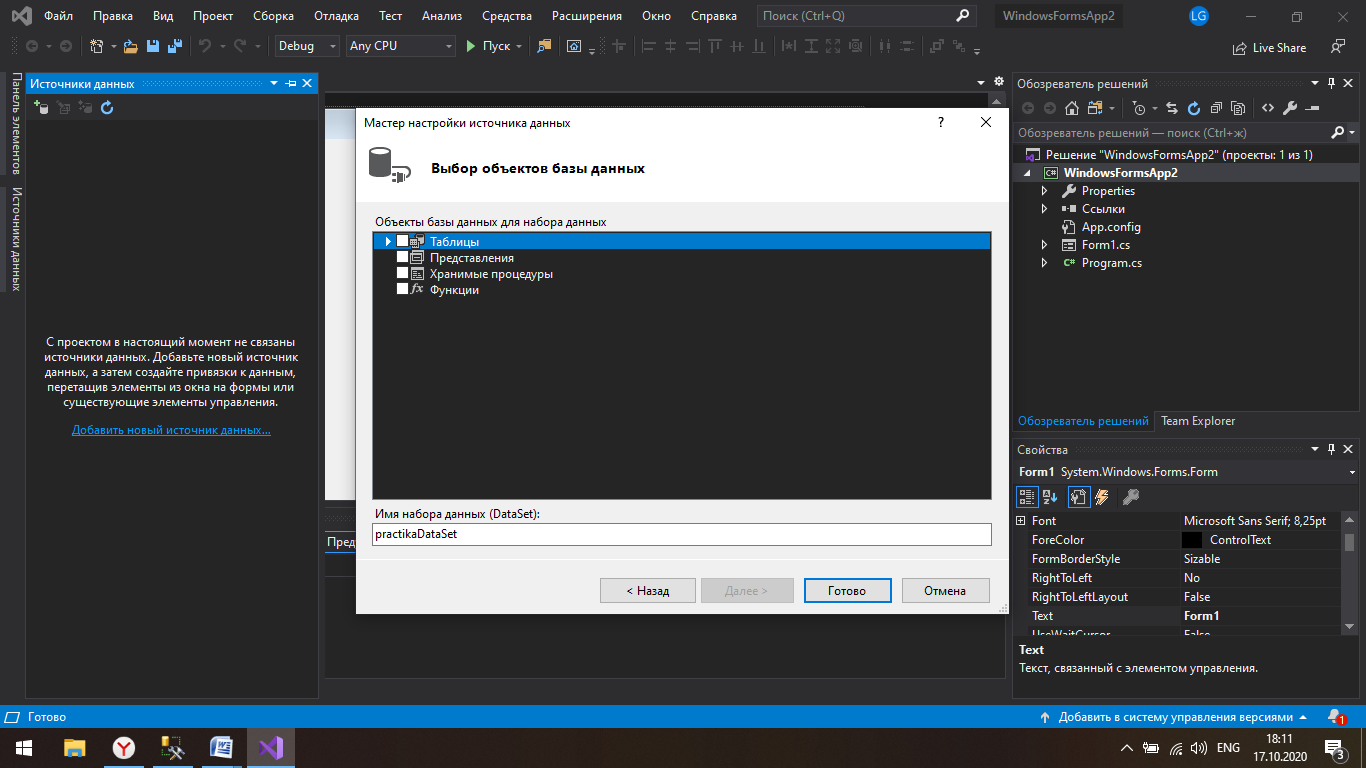 Файл Правка Вид Проект Сборка Отладка Тест Анализ Средства Расширения Окно Справка Поиск (Ctrl+Q) WindowsFormsApp2 LG
Debug Any CPU Пуск Live Share
Панель элементов
Источники данных
Источники данных
С проектом в настоящий момент не связаны
источники данных. Добавьте новый источник
данных, а затем создайте привязки к данным,
перетащив элементы из окна на формы или
существующие элементы управления.
Добавить новый источник данных...
Мастер настройки источника данных ?
Выбор объектов базы данных
Объекты базы данных для набора данных
Таблицы
Представления
Хранимые процедуры
fx Функции
Имя набора данных (DataSet):
practikaDataSet
< Назад Далее > Готово Отмена
Пред
Обозреватель решений
Обозреватель решений — поиск (Ctrl+ж)
Решение "WindowsFormsApp2" (проекты: 1 из 1)
C# WindowsFormsApp2
Properties
Ссылки
App.config
Form1.cs
C# Program.cs
Обозреватель решений Team Explorer
Свойства
Form1 System.Windows.Forms.Form
Font Microsoft Sans Serif; 8,25pt
ForeColor ControlText
FormBorderStyle Sizable
RightToLeft No
RightToLeftLayout False
Text Form1
UseWaitCursor False
Text
Текст, связанный с элементом управления.
Готово Добавить в систему управления версиями 1
ENG 18:11
17.10.2020 3